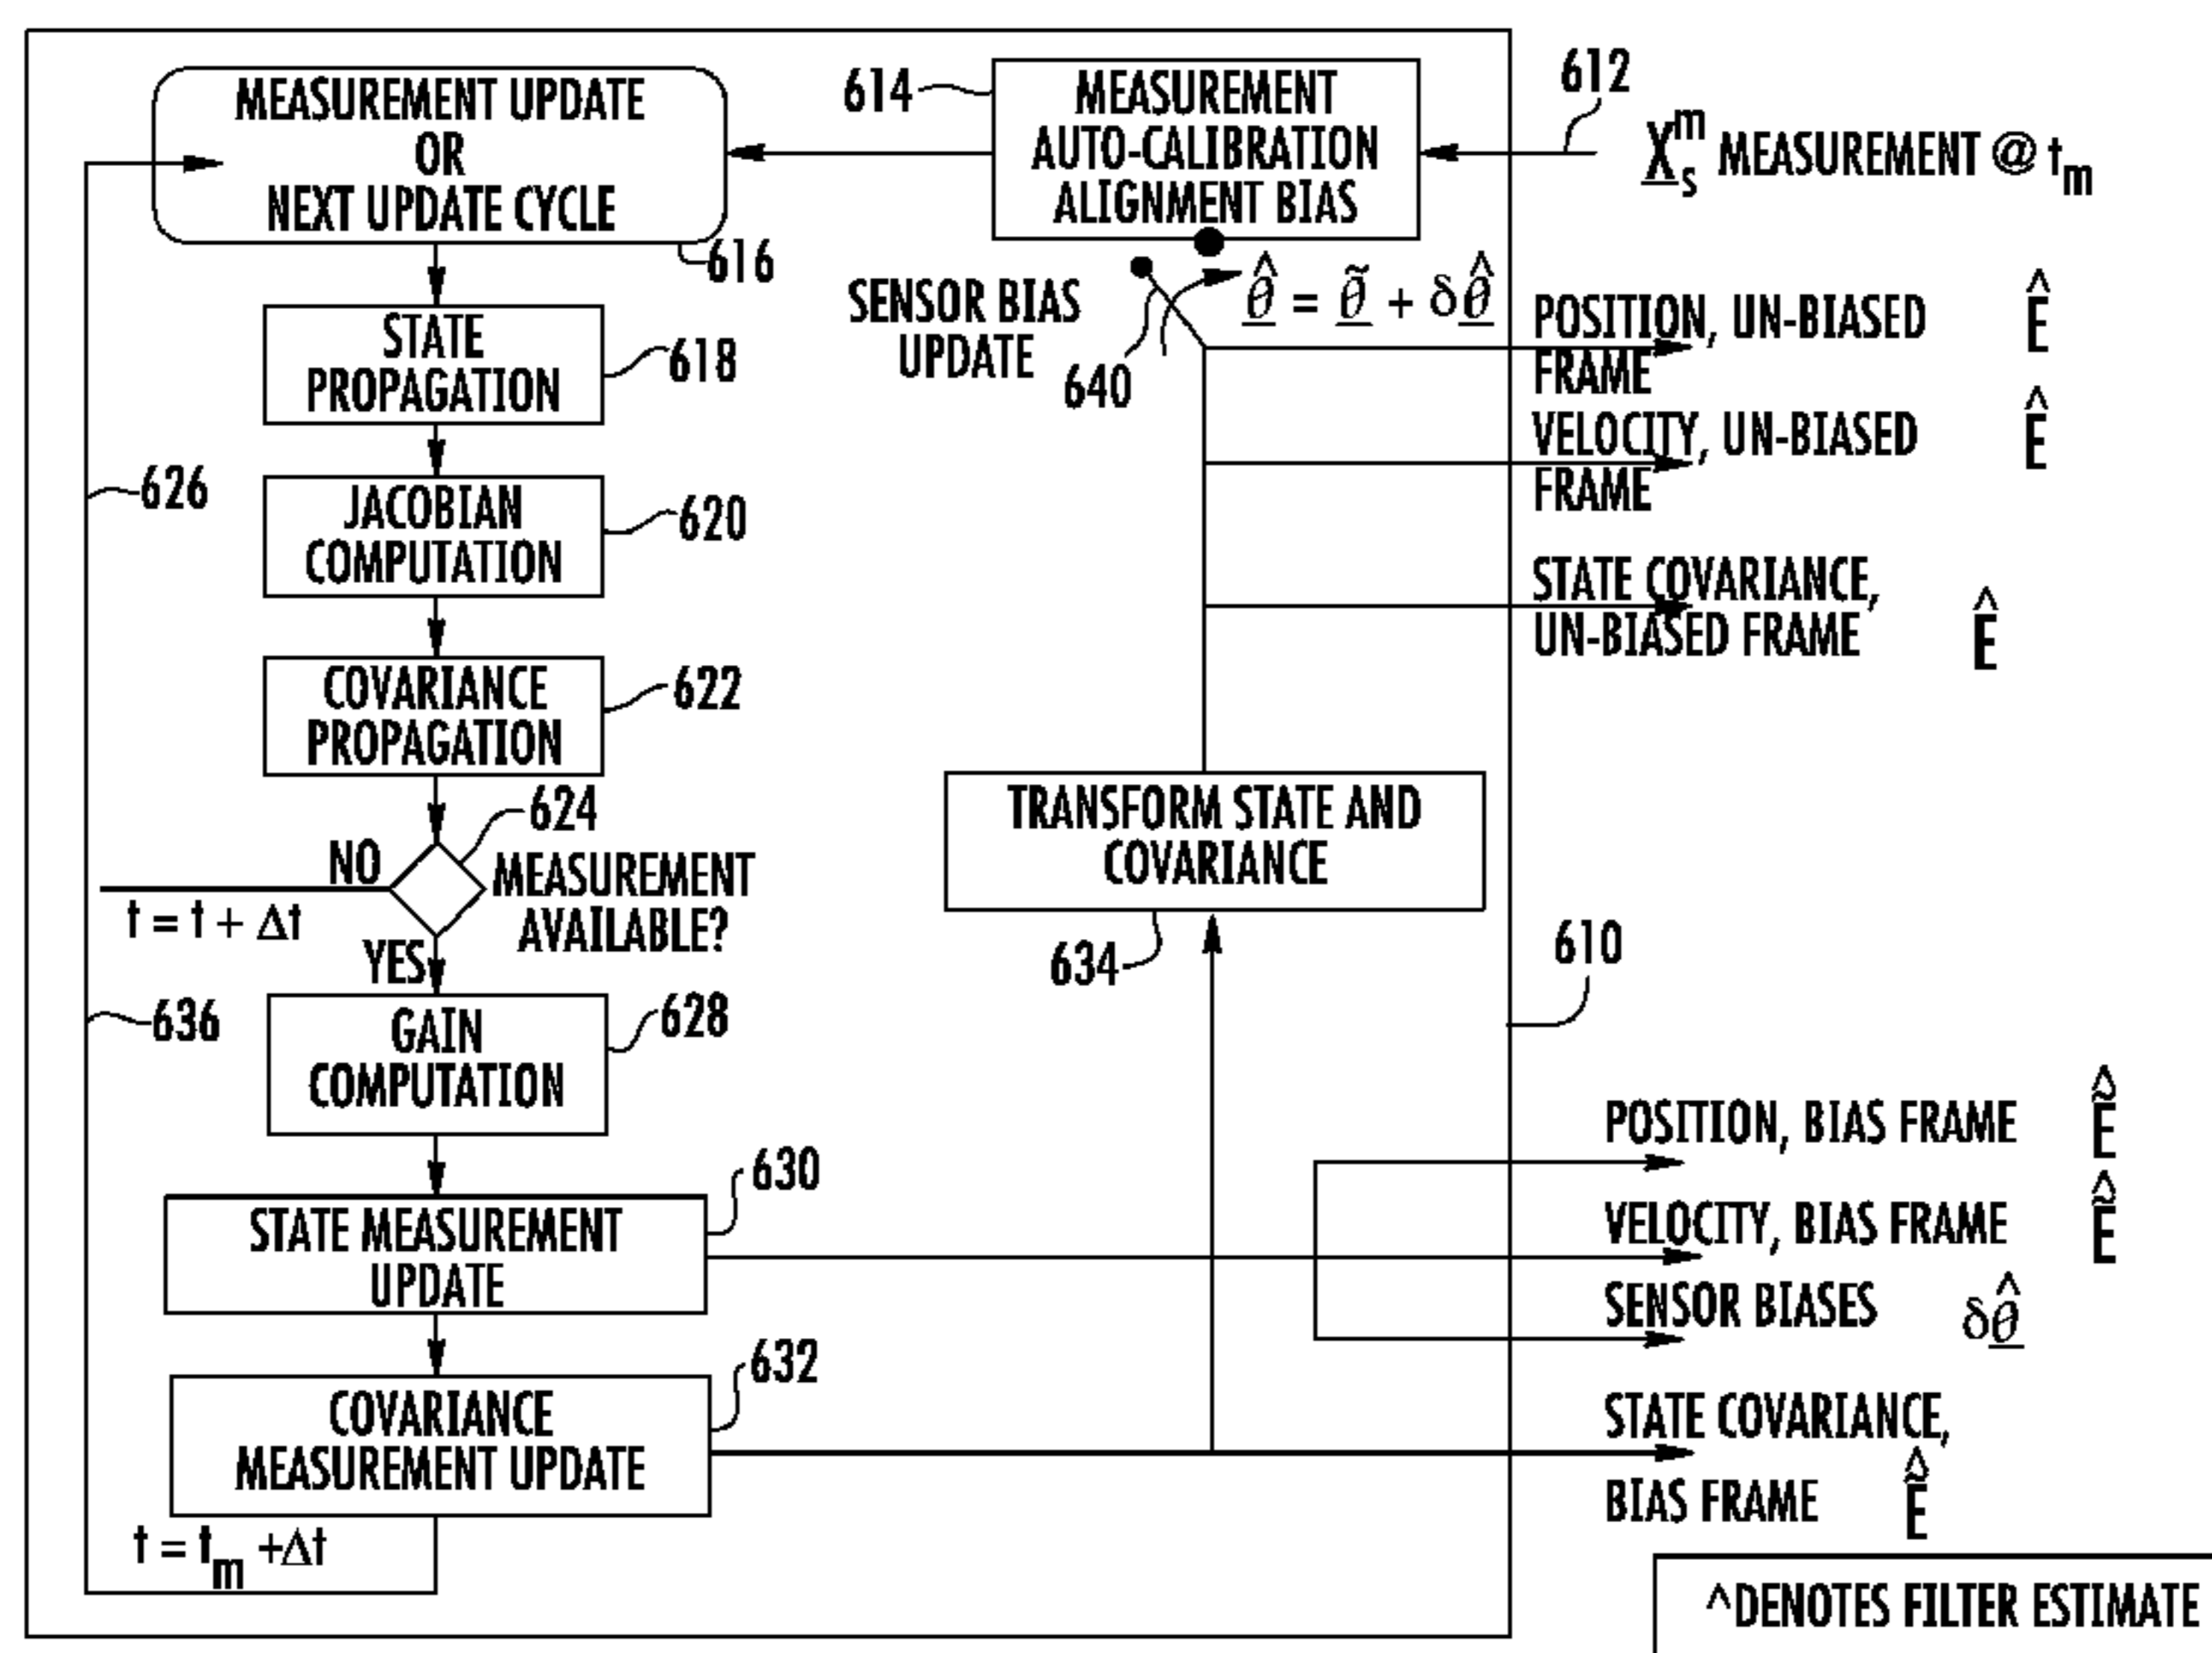 MEASUREMENT UPDATE
OR
NEXT UPDATE CYCLE
616
614
MEASUREMENT
AUTO-CALIBRATION
ALIGNMENT BIAS
612
X̲ₛᵐ MEASUREMENT @ tₘ
STATE
PROPAGATION
618
SENSOR BIAS
UPDATE
640
θ̲̂ = θ̲̃ + δθ̲̂
POSITION, UN-BIASED Ê
FRAME
VELOCITY, UN-BIASED Ê
FRAME
626
JACOBIAN
COMPUTATION
620
STATE COVARIANCE,
UN-BIASED FRAME Ê
COVARIANCE
PROPAGATION
622
624
NO
MEASUREMENT
AVAILABLE?
t = t + Δt
YES
TRANSFORM STATE AND
COVARIANCE
634
610
636
GAIN
COMPUTATION
628
STATE MEASUREMENT
UPDATE
630
POSITION, BIAS FRAME Ẽ̂
VELOCITY, BIAS FRAME Ẽ̂
SENSOR BIASES δθ̲̂
COVARIANCE
MEASUREMENT UPDATE
632
STATE COVARIANCE,
BIAS FRAME Ẽ̂
t = tₘ +Δt
^DENOTES FILTER ESTIMATE